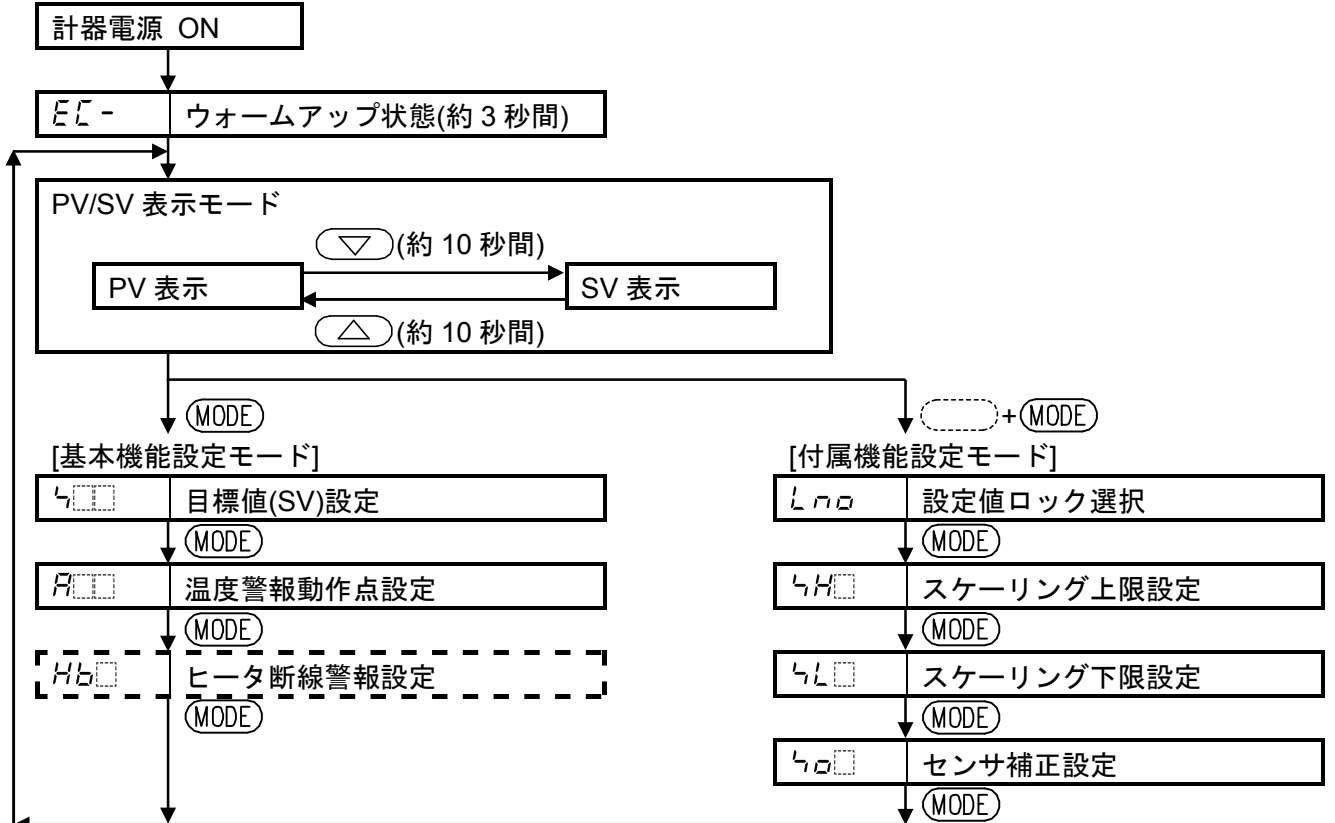 計器電源 ON
EC- ウォームアップ状態(約 3 秒間)
PV/SV 表示モード
(約 10 秒間)
PV 表示
SV 表示
(約 10 秒間)
MODE
+ MODE
[基本機能設定モード]
[付属機能設定モード]
S 目標値(SV)設定
Lno 設定値ロック選択
MODE
MODE
A 温度警報動作点設定
SH スケーリング上限設定
MODE
MODE
Hb ヒータ断線警報設定
SL スケーリング下限設定
MODE
MODE
So センサ補正設定
MODE